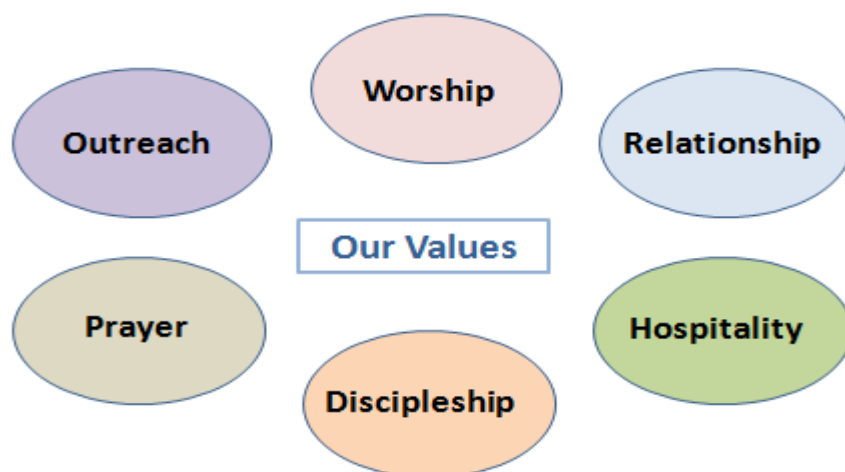 Worship
Outreach
Relationship
Our Values
Prayer
Hospitality
Discipleship